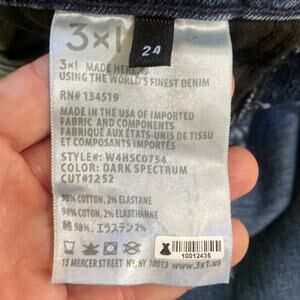 3×1
24
3×1 MADE HERE®
USING THE WORLD'S FINEST DENIM
RN# 134519
MADE IN THE USA OF IMPORTED
FABRIC AND COMPONENTS
FABRIQUÉ AUX ÉTATS-UNIS DE TISSU
ET COMPOSANTS IMPORTÉS
STYLE#: W4HSC0754
COLOR: DARK SPECTRUM
CUT#1252
98% COTTON, 2% ELASTANE
98% COTON, 2% ELASTHANNE
綿 98%, エラステン 2%
10012435
15 MERCER STREET NY, NY 10013 www.3x1.us